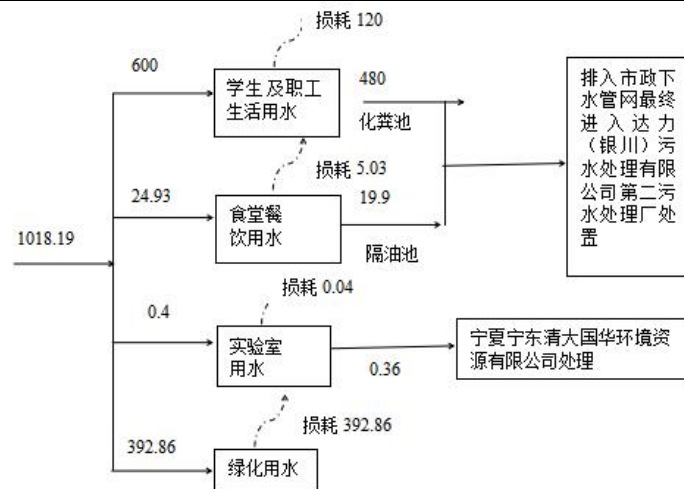 损耗 120
600
学生及职工
生活用水
480
化粪池
排入市政下
水管网最终
进入达力
（银川）污
水处理有限
公司第二污
水处理厂处
置
损耗 5.03
24.93
食堂餐
饮用水
19.9
隔油池
1018.19
损耗 0.04
0.4
实验室
用水
0.36
宁夏宁东清大国华环境资
源有限公司处理
损耗 392.86
392.86
绿化用水